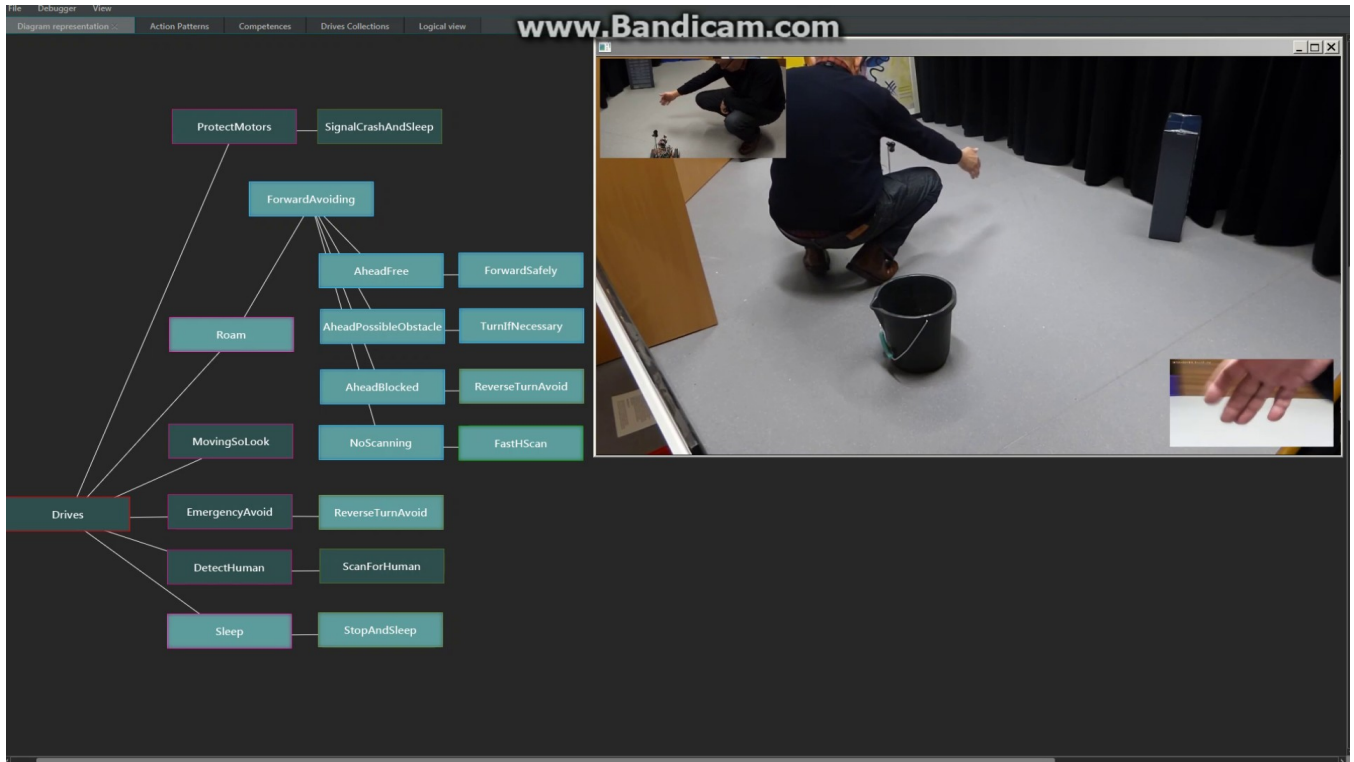 File Debugger View
www.Bandicam.com
Diagram representation Action Patterns Competences Drives Collections Logical view
ProtectMotors SignalCrashAndSleep
ForwardAvoiding
AheadFree ForwardSafely
Roam AheadPossibleObstacle TurnIfNecessary
AheadBlocked ReverseTurnAvoid
MovingSoLook NoScanning FastHScan
Drives EmergencyAvoid ReverseTurnAvoid
DetectHuman ScanForHuman
Sleep StopAndSleep